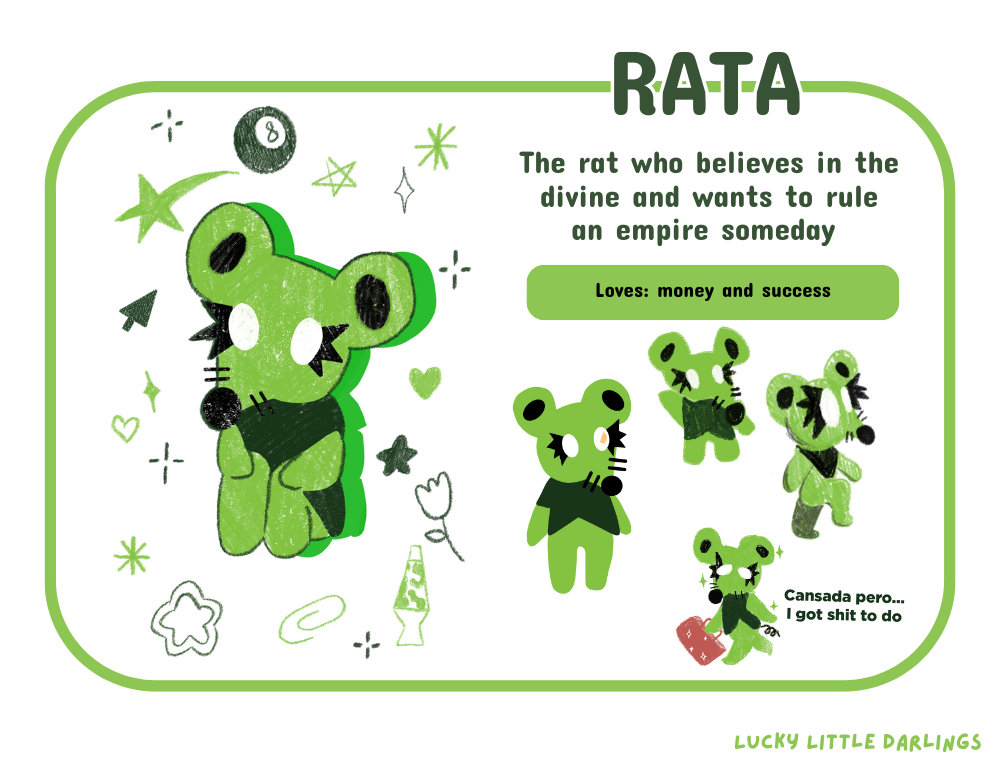 RATA
The rat who believes in the
divine and wants to rule
an empire someday
Loves: money and success
8
Cansada pero...
I got shit to do
LUCKY LITTLE DARLINGS